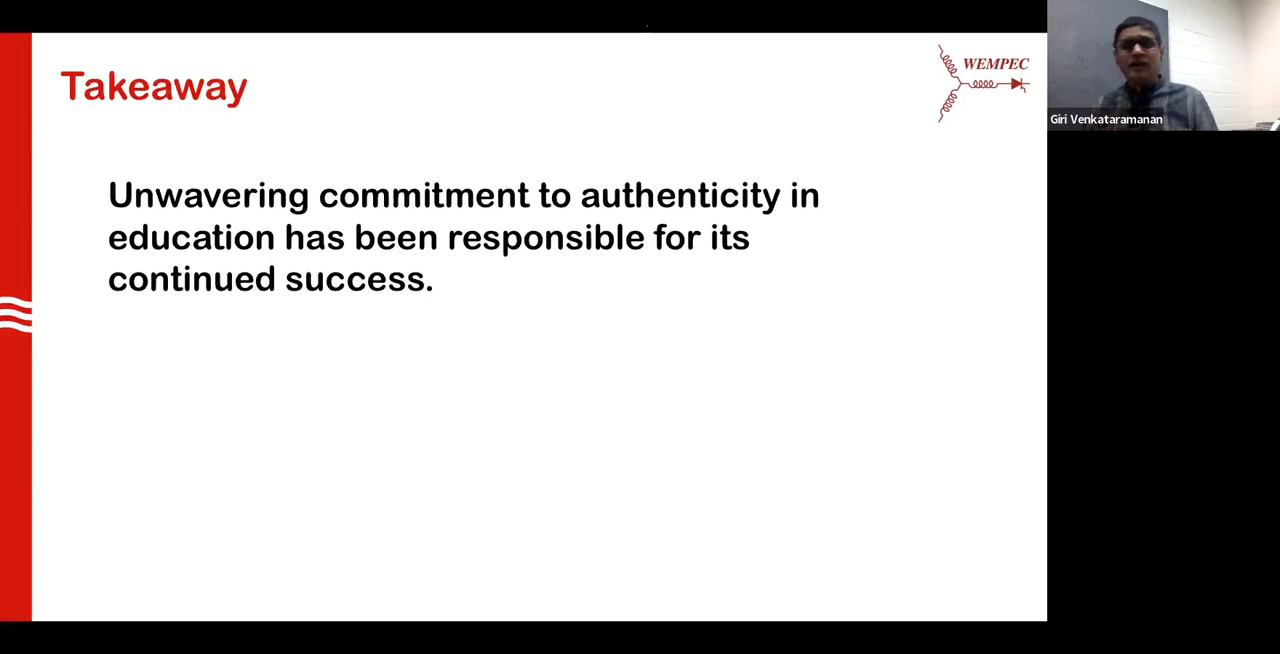 Takeaway
WEMPEC
Giri Venkataramanan
Unwavering commitment to authenticity in
education has been responsible for its
continued success.